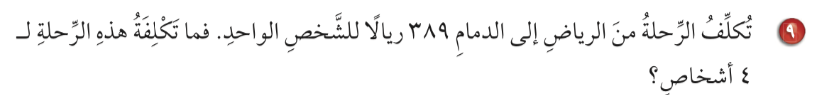 ٩ تُكلِّفُ الرِّحلةُ منَ الرياضِ إلى الدمامِ ٣٨٩ ريالًا للشَّخصِ الواحدِ. فما تَكْلِفَةُ هذهِ الرِّحلةِ لـ
٤ أشخاصٍ؟